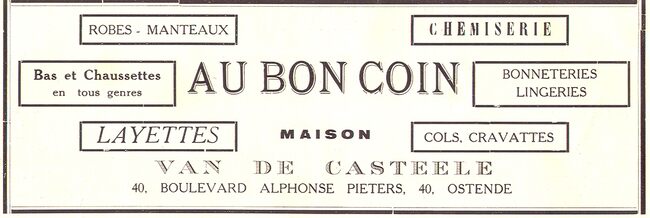 ROBES - MANTEAUX
CHEMISERIE
Bas et Chaussettes
en tous genres
AU BON COIN
BONNETERIES
LINGERIES
LAYETTES
MAISON
COLS, CRAVATTES
VAN DE CASTEELE
40, BOULEVARD ALPHONSE PIETERS, 40, OSTENDE